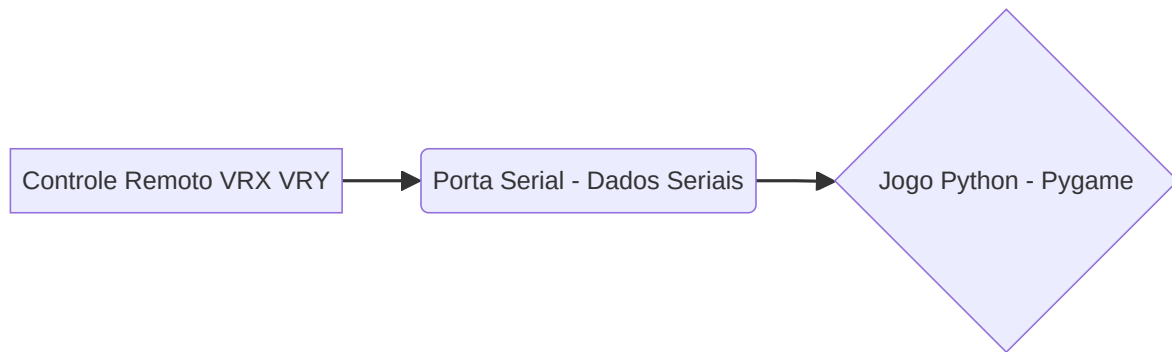 Controle Remoto VRX VRY
Porta Serial - Dados Seriais
Jogo Python - Pygame